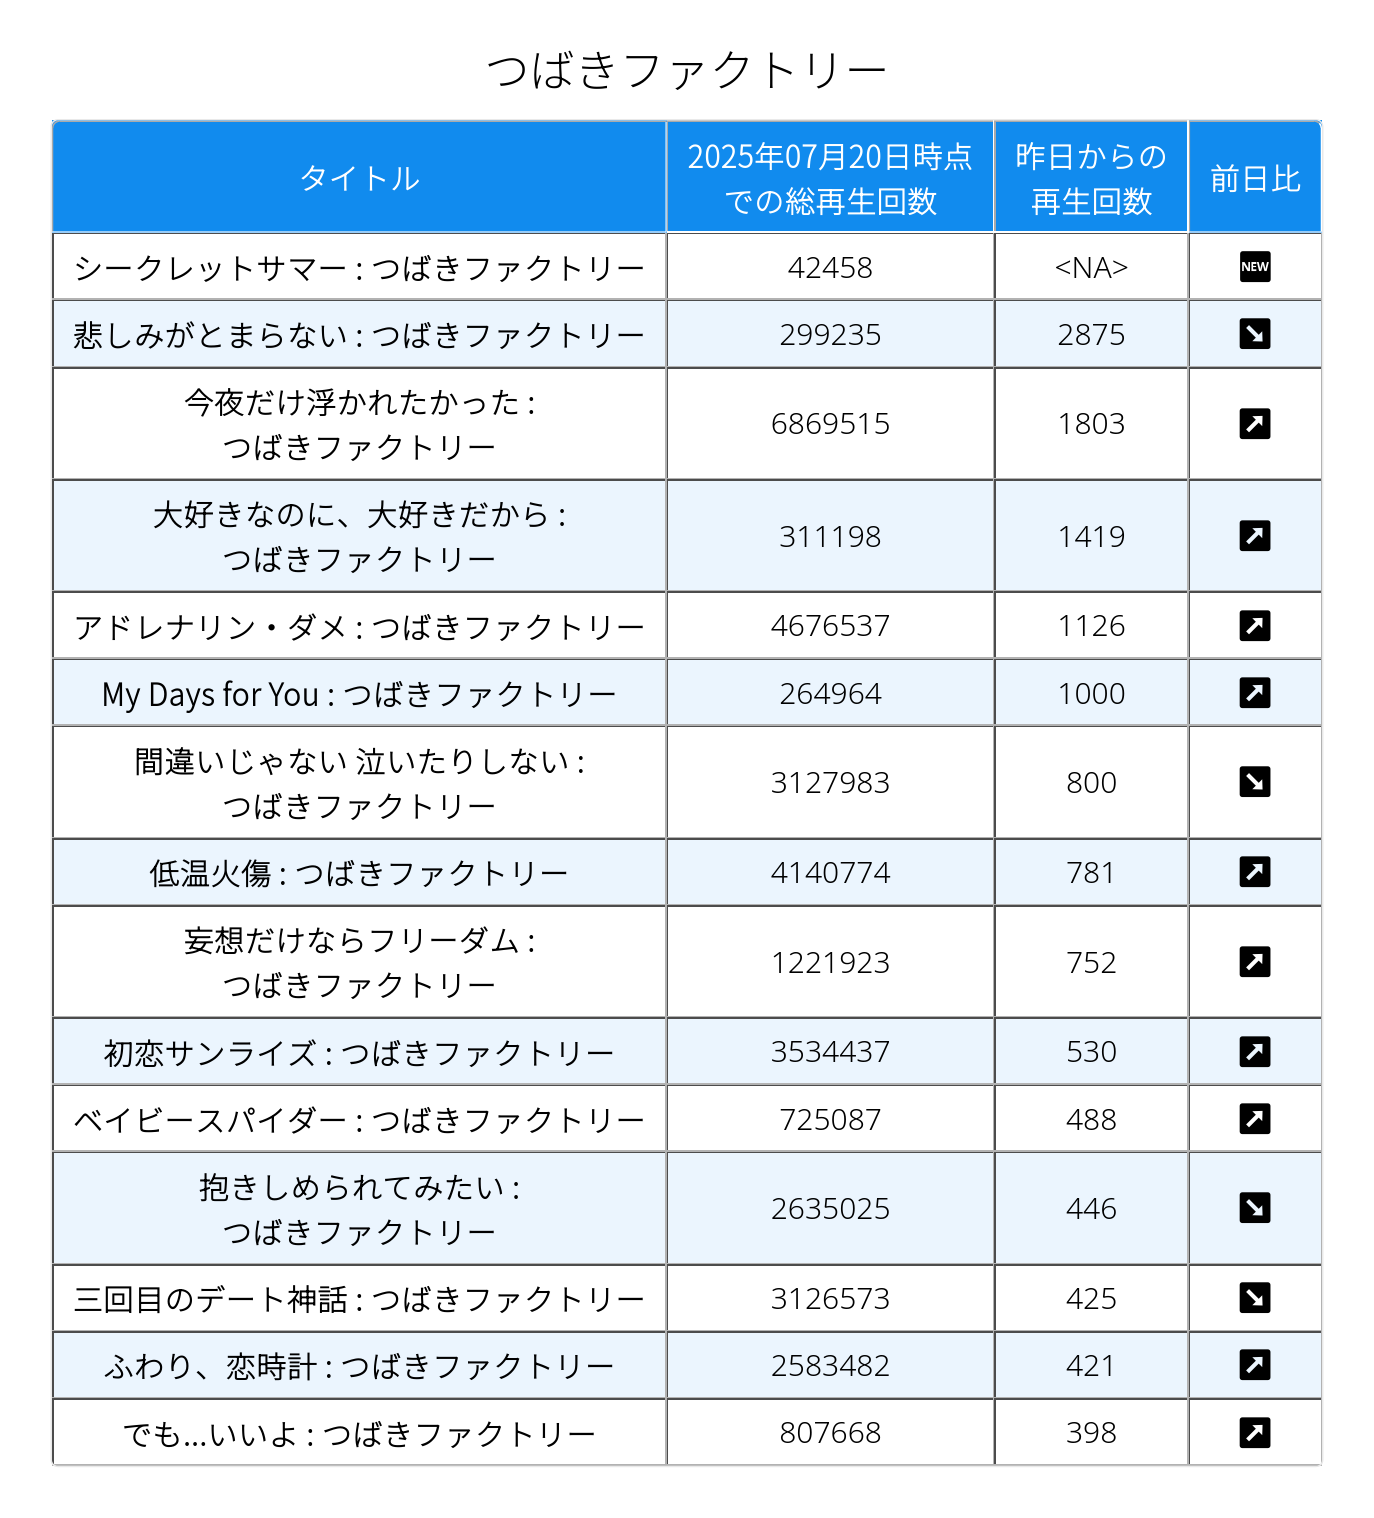 つばきファクトリー
タイトル
2025年07月20日時点
での総再生回数
昨日からの
再生回数
前日比
シークレットサマー : つばきファクトリー 42458 <NA> NEW
悲しみがとまらない : つばきファクトリー 299235 2875
今夜だけ浮かれたかった :
つばきファクトリー 6869515 1803
大好きなのに、大好きだから :
つばきファクトリー 311198 1419
アドレナリン・ダメ : つばきファクトリー 4676537 1126
My Days for You : つばきファクトリー 264964 1000
間違いじゃない 泣いたりしない :
つばきファクトリー 3127983 800
低温火傷 : つばきファクトリー 4140774 781
妄想だけならフリーダム :
つばきファクトリー 1221923 752
初恋サンライズ : つばきファクトリー 3534437 530
ベイビースパイダー : つばきファクトリー 725087 488
抱きしめられてみたい :
つばきファクトリー 2635025 446
三回目のデート神話 : つばきファクトリー 3126573 425
ふわり、恋時計 : つばきファクトリー 2583482 421
でも...いいよ : つばきファクトリー 807668 398